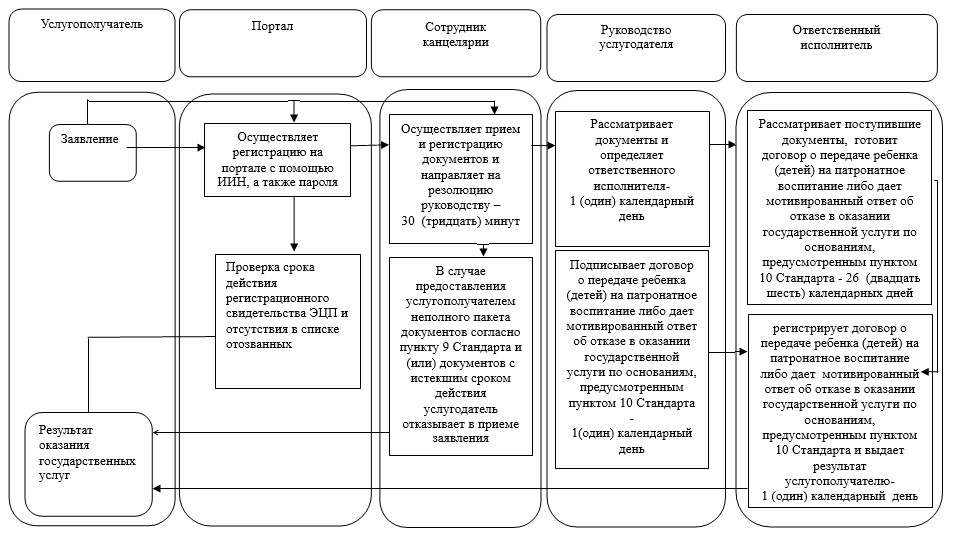 Услугополучатель
Портал
Сотрудник
канцелярии
Руководство
услугодателя
Ответственный
исполнитель
Заявление
Осуществляет
регистрацию на
портале с помощью
ИИН, а также пароля
Осуществляет прием
и регистрацию
документов и
направляет на
резолюцию
руководству –
30 (тридцать) минут
Рассматривает
документы и
определяет
ответственного
исполнителя-
1 (один) календарный
день
Рассматривает поступившие
документы, готовит
договор о передаче ребенка
(детей) на патронатное
воспитание либо дает
мотивированный ответ об
отказе в оказании
государственной услуги по
основаниям,
предусмотренным пунктом
10 Стандарта - 26 (двадцать
шесть) календарных дней
Проверка срока
действия
регистрационного
свидетельства ЭЦП и
отсутствия в списке
отозванных
В случае
предоставления
услугополучателем
неполного пакета
документов согласно
пункту 9 Стандарта и
(или) документов с
истекшим сроком
действия
услугодатель
отказывает в приеме
заявления
Подписывает договор
о передаче ребенка
(детей) на патронатное
воспитание либо дает
мотивированный ответ
об отказе в оказании
государственной
услуги по основаниям,
предусмотренным
пунктом 10 Стандарта
-
1(один) календарный
день
регистрирует договор о
передаче ребенка (детей) на
патронатное воспитание
либо дает мотивированный
ответ об отказе в оказании
государственной услуги по
основаниям,
предусмотренным пунктом
10 Стандарта и выдает
результат
услугополучателю-
1 (один) календарный день
Результат
оказания
государственных
услуг